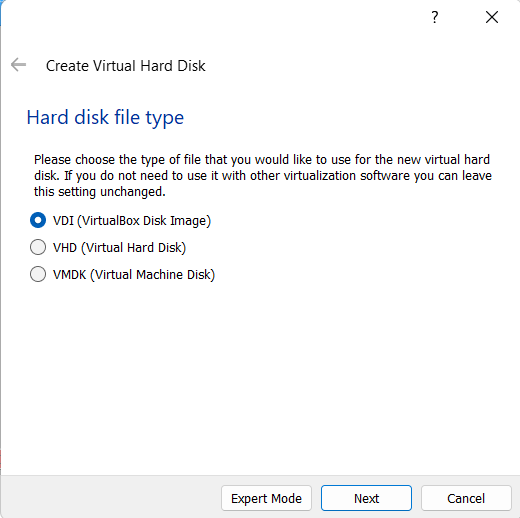 ?
Create Virtual Hard Disk
Hard disk file type
Please choose the type of file that you would like to use for the new virtual hard
disk. If you do not need to use it with other virtualization software you can leave
this setting unchanged.
VDI (VirtualBox Disk Image)
VHD (Virtual Hard Disk)
VMDK (Virtual Machine Disk)
Expert Mode Next Cancel